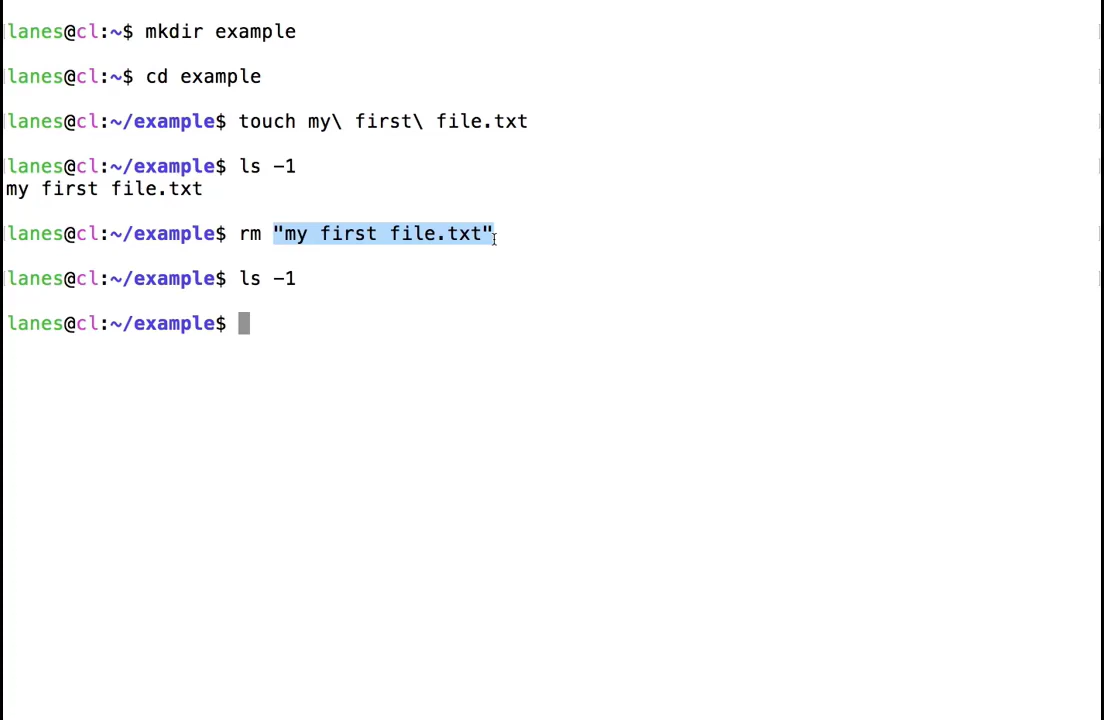 lanes@cl:~$ mkdir example
lanes@cl:~$ cd example
lanes@cl:~/example$ touch my\ first\ file.txt
lanes@cl:~/example$ ls -1
my first file.txt
lanes@cl:~/example$ rm "my first file.txt"
lanes@cl:~/example$ ls -1
lanes@cl:~/example$